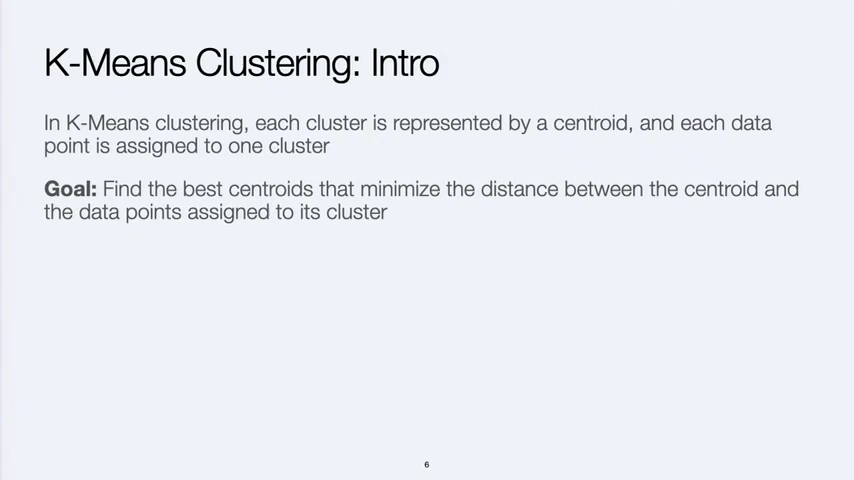 K-Means Clustering: Intro
In K-Means clustering, each cluster is represented by a centroid, and each data
point is assigned to one cluster
Goal: Find the best centroids that minimize the distance between the centroid and
the data points assigned to its cluster
6